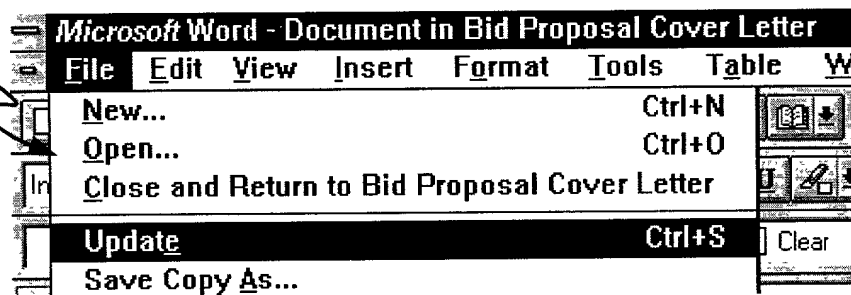 Microsoft Word - Document in Bid Proposal Cover Letter
File Edit View Insert Format Tools Table W
New... Ctrl+N
Open... Ctrl+O
In
Close and Return to Bid Proposal Cover Letter U
Update Ctrl+S Clear
Save Copy As...